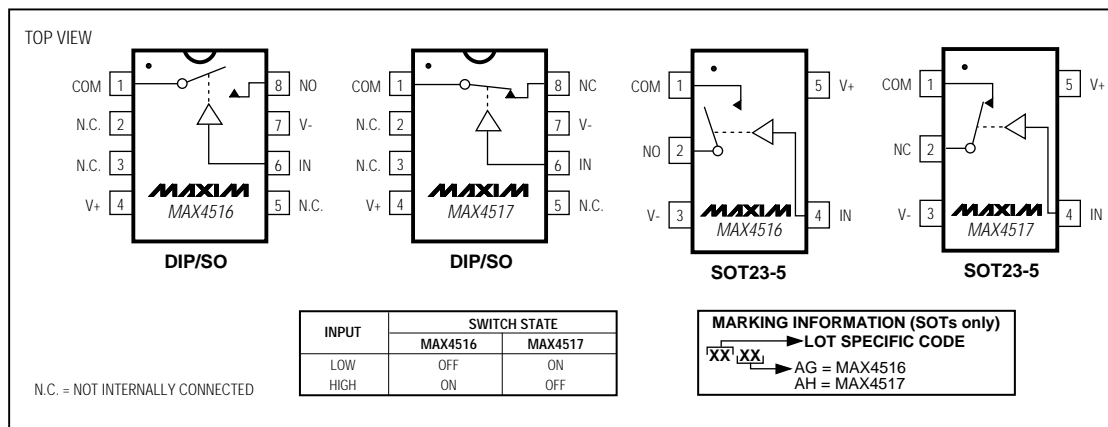 TOP VIEW
COM 1 8 NO
N.C. 2 7 V-
N.C. 3 6 IN
V+ 4 5 N.C.
MAXIM
MAX4516
DIP/SO
COM 1 8 NC
N.C. 2 7 V-
N.C. 3 6 IN
V+ 4 5 N.C.
MAXIM
MAX4517
DIP/SO
COM 1 5 V+
NO 2
V- 3 4 IN
MAXIM
MAX4516
SOT23-5
COM 1 5 V+
NC 2
V- 3 4 IN
MAXIM
MAX4517
SOT23-5
INPUT SWITCH STATE
MAX4516 MAX4517
LOW OFF ON
HIGH ON OFF
MARKING INFORMATION (SOTs only)
LOT SPECIFIC CODE
XX XX
AG = MAX4516
AH = MAX4517
N.C. = NOT INTERNALLY CONNECTED